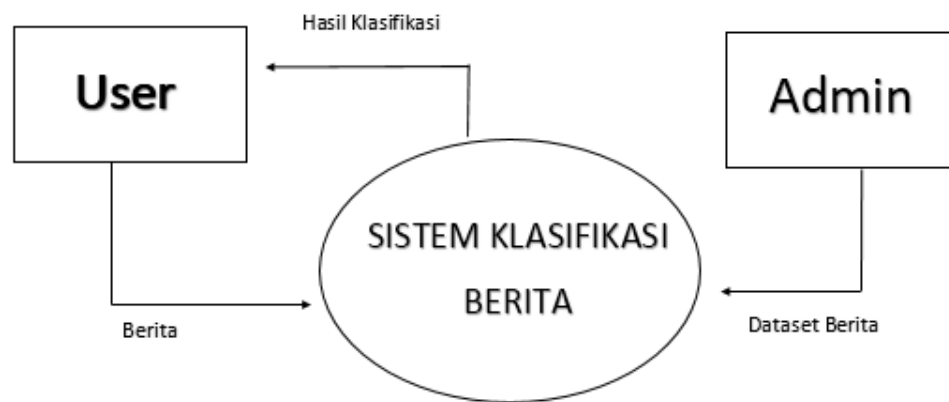 Hasil Klasifikasi
User
Admin
SISTEM KLASIFIKASI
BERITA
Berita
Dataset Berita